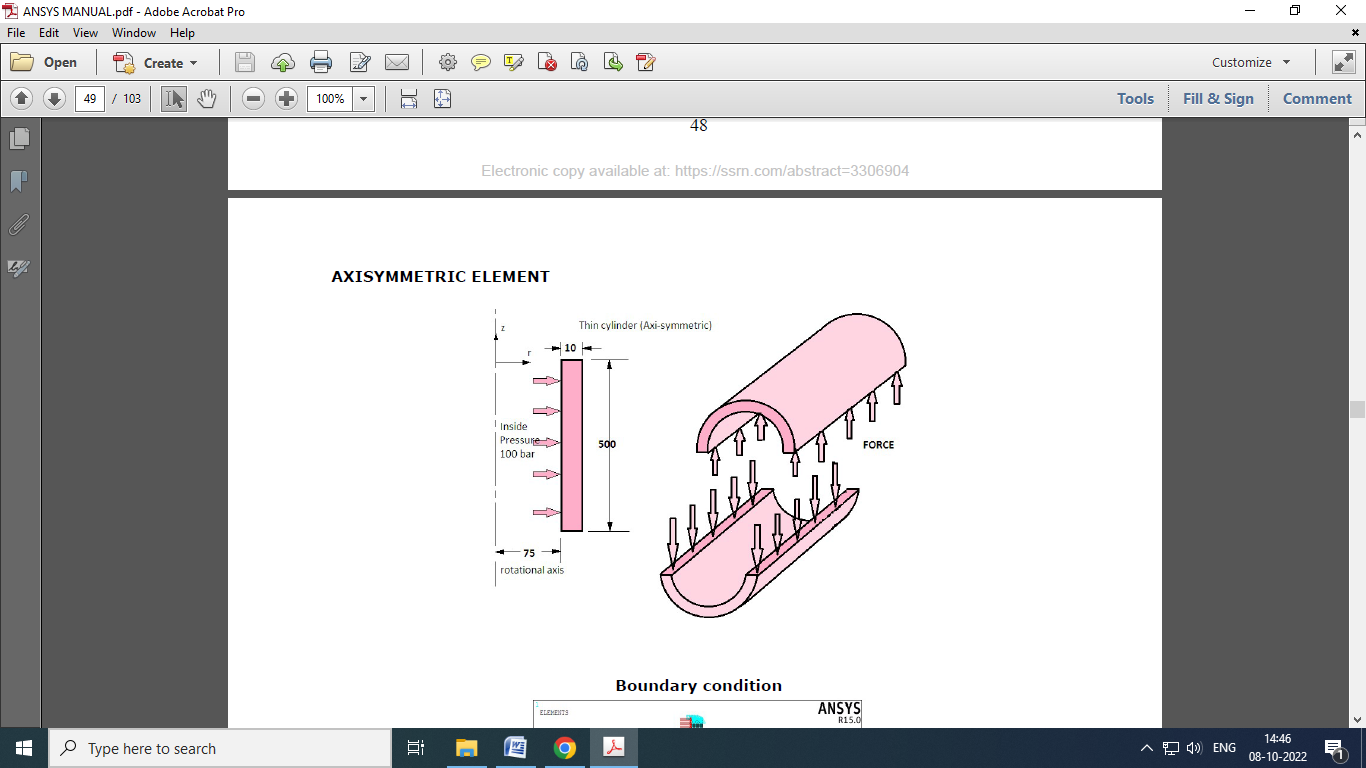 ANSYS MANUAL.pdf - Adobe Acrobat Pro
File Edit View Window Help
Open Create Customize
49 / 103 100% Tools Fill & Sign Comment
48
Electronic copy available at: https://ssrn.com/abstract=3306904
AXISYMMETRIC ELEMENT
z
Thin cylinder (Axi-symmetric)
r
10
Inside
Pressure
100 bar
500
FORCE
75
rotational axis
Boundary condition
1
ELEMENTS
ANSYS
R15.0
Type here to search
ENG
14:46
08-10-2022
1